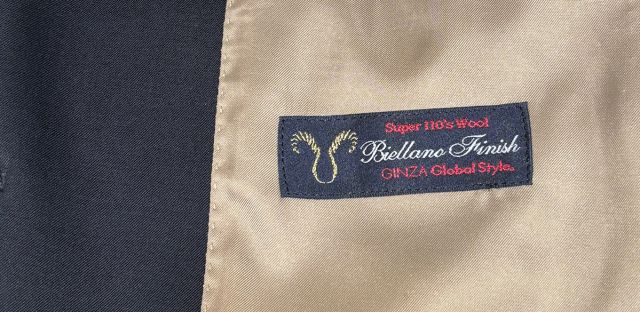 Super 110's Wool
Biellano Finish
GINZA Global Style.